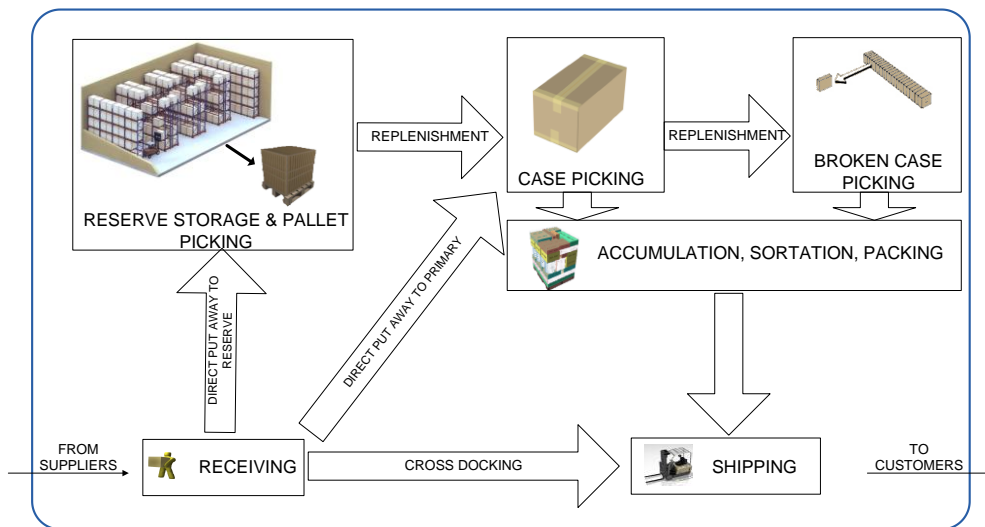 REPLENISHMENT
REPLENISHMENT
CASE PICKING
BROKEN CASE
PICKING
RESERVE STORAGE & PALLET
PICKING
ACCUMULATION, SORTATION, PACKING
DIRECT PUT AWAY TO
RESERVE
DIRECT PUT AWAY TO PRIMARY
FROM
SUPPLIERS
RECEIVING
CROSS DOCKING
SHIPPING
TO
CUSTOMERS